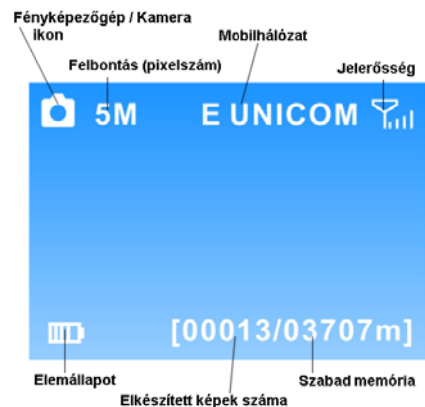 Fényképezőgép / Kamera
ikon
Mobilhálózat
Felbontás (pixelszám)
Jelerősség
5M
E UNICOM
[00013/03707m]
Elemállapot
Szabad memória
Elkészített képek száma